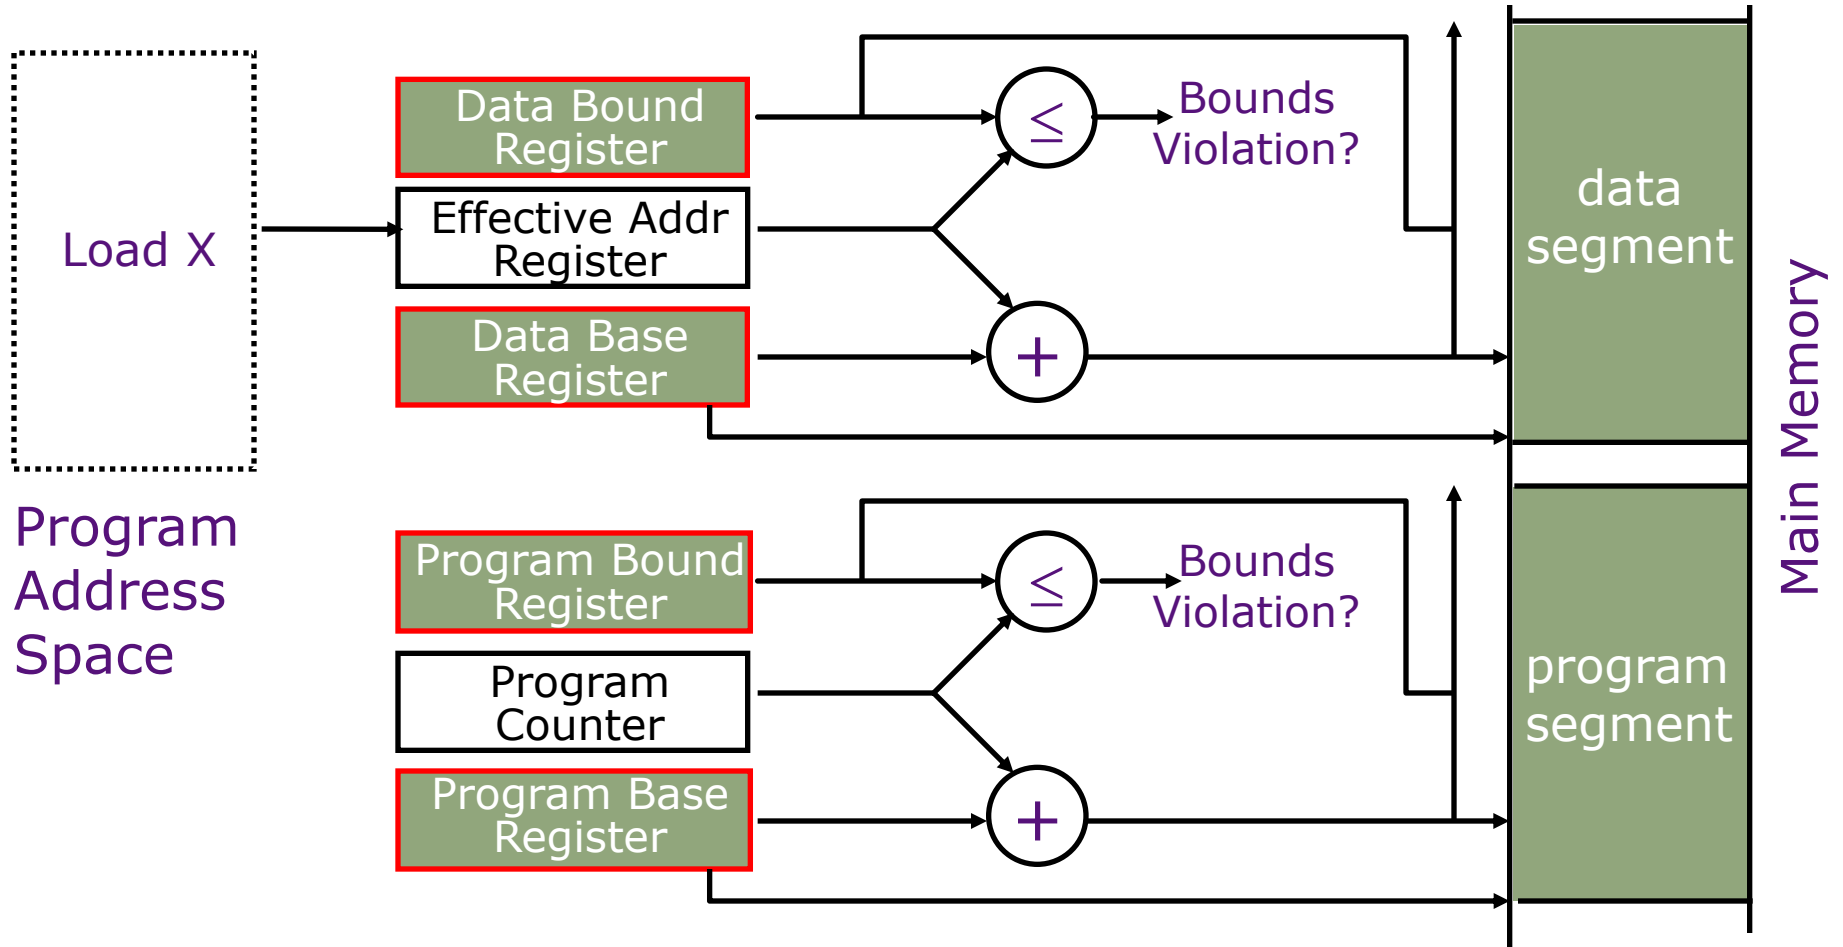 Load X
Program
Address
Space
Data Bound
Register
Effective Addr
Register
Data Base
Register
≤
Bounds
Violation?
+
Program Bound
Register
Program
Counter
Program Base
Register
≤
Bounds
Violation?
+
data
segment
program
segment
Main Memory